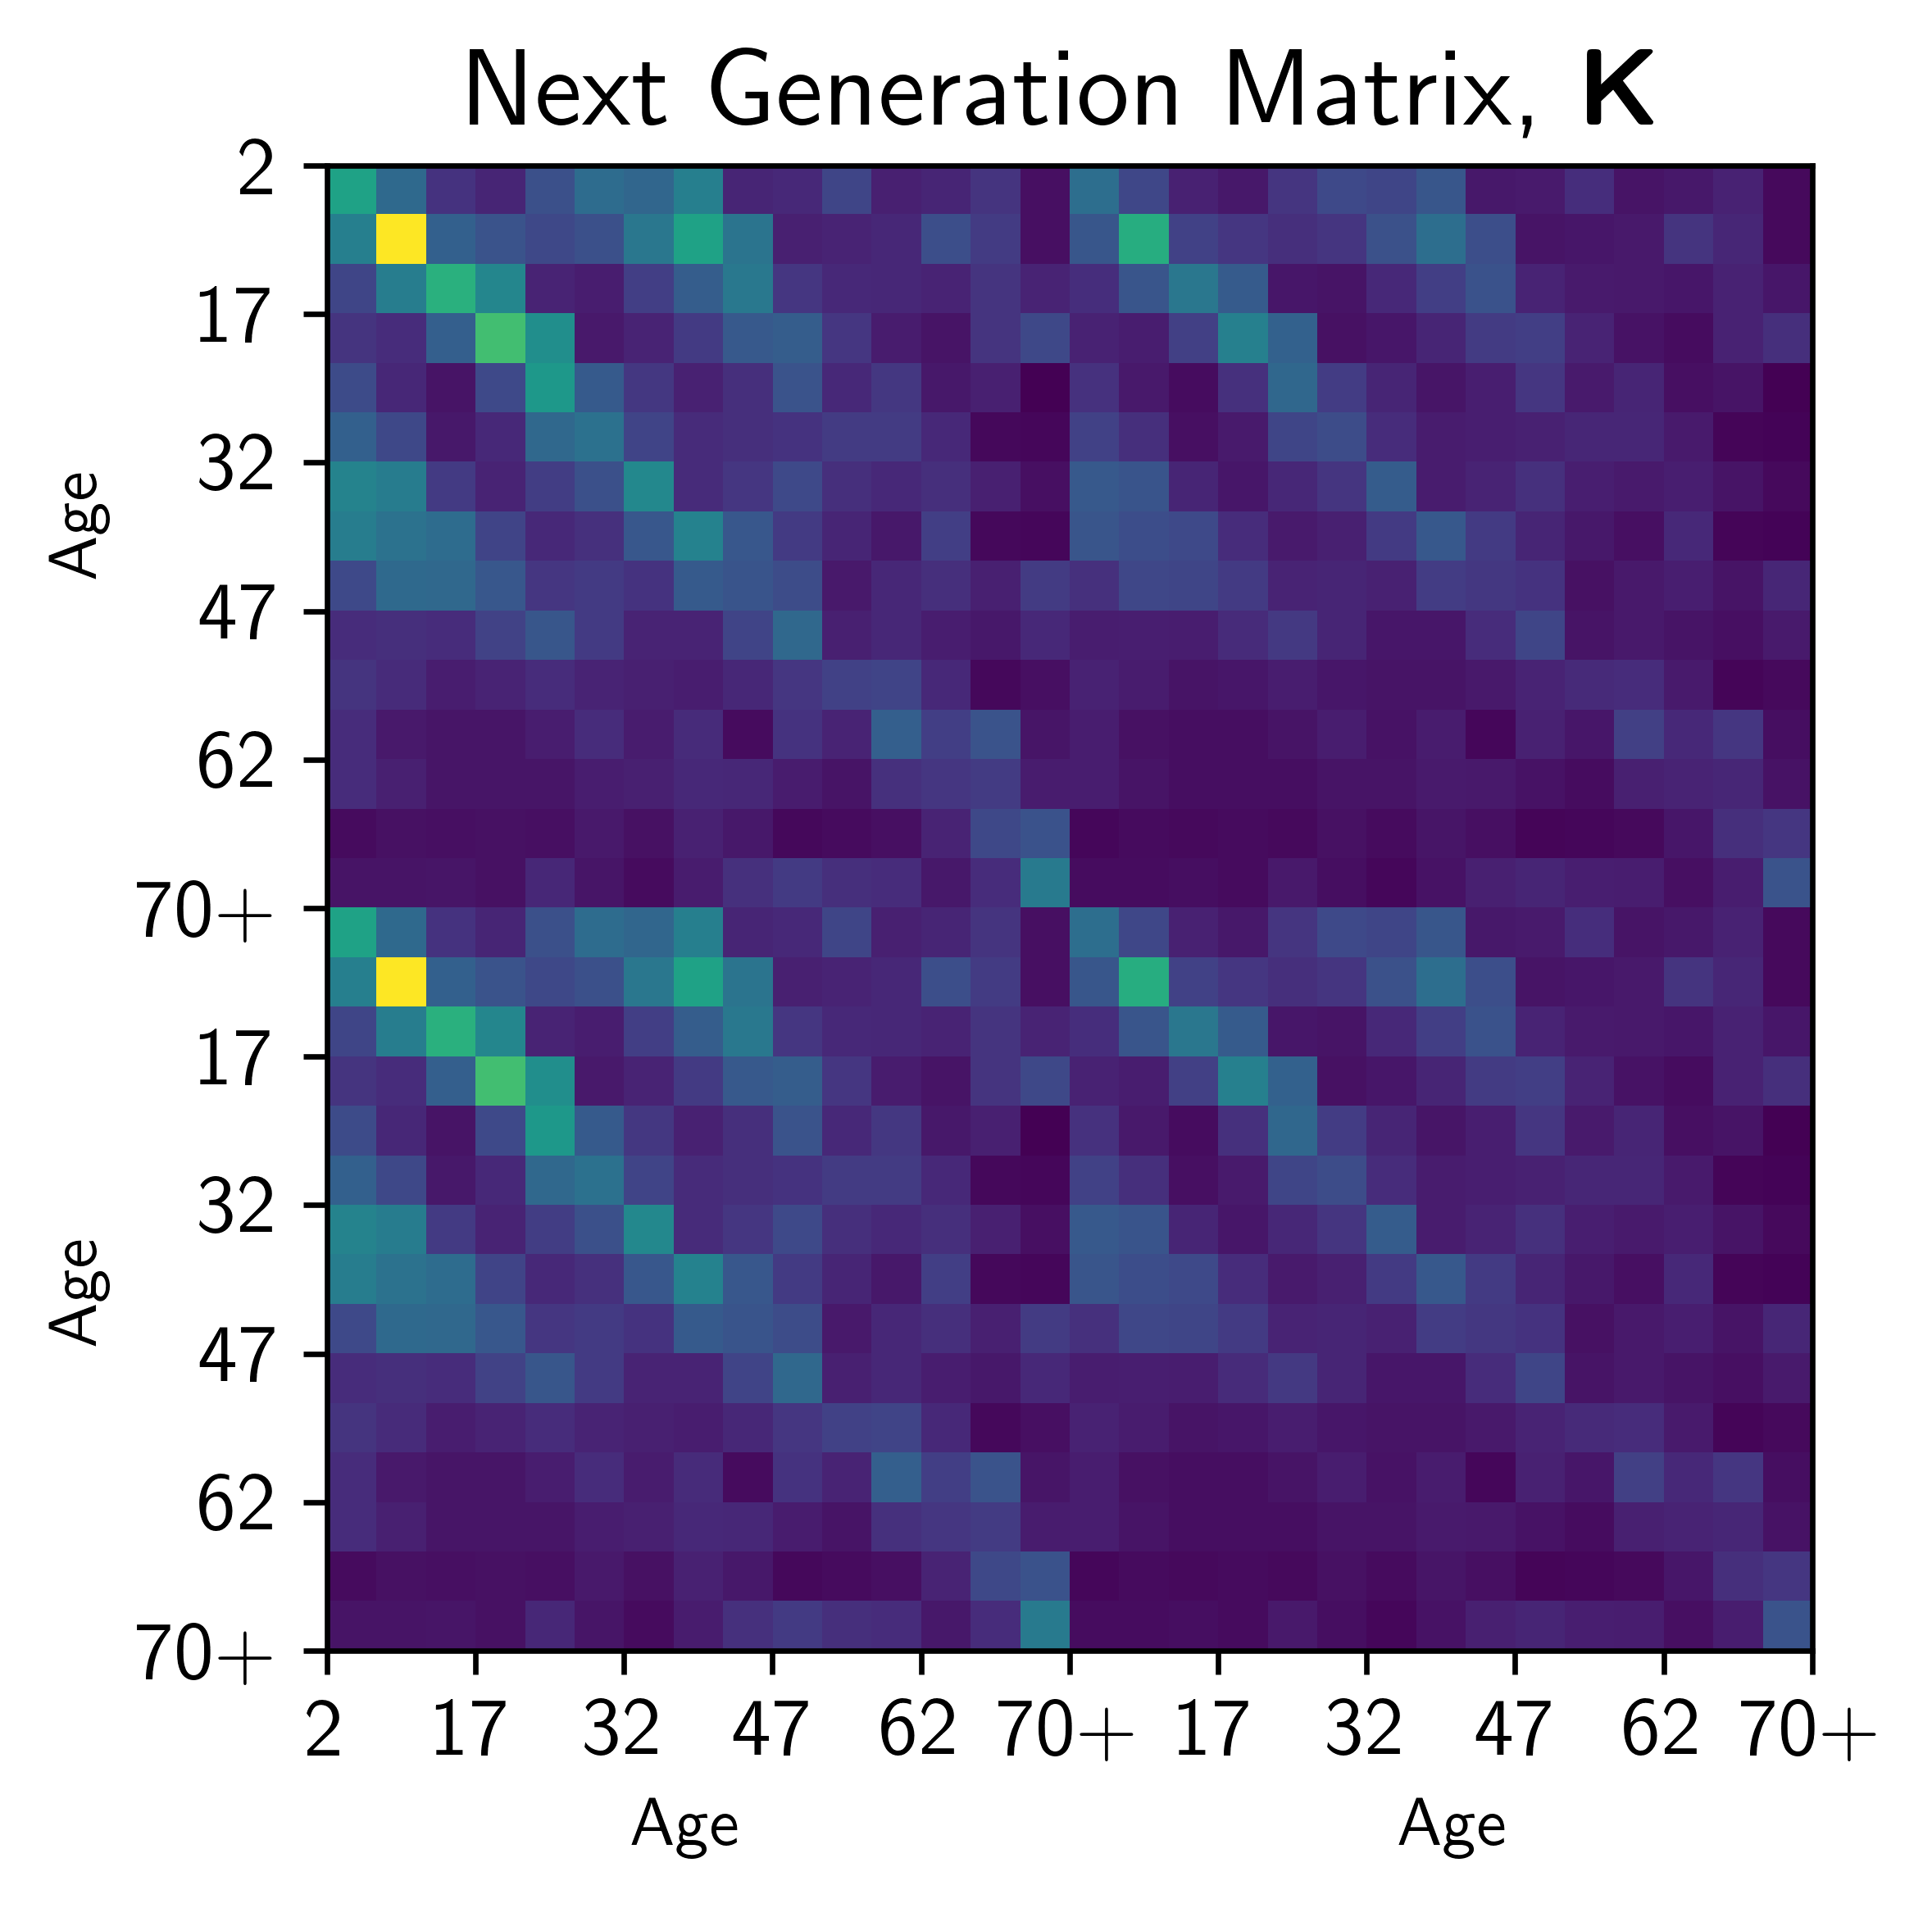 Next Generation Matrix, K
2
17
32
47
62
70+
17
32
47
62
70+
Age
Age
2 17 32 47 62 70+ 17 32 47 62 70+
Age Age